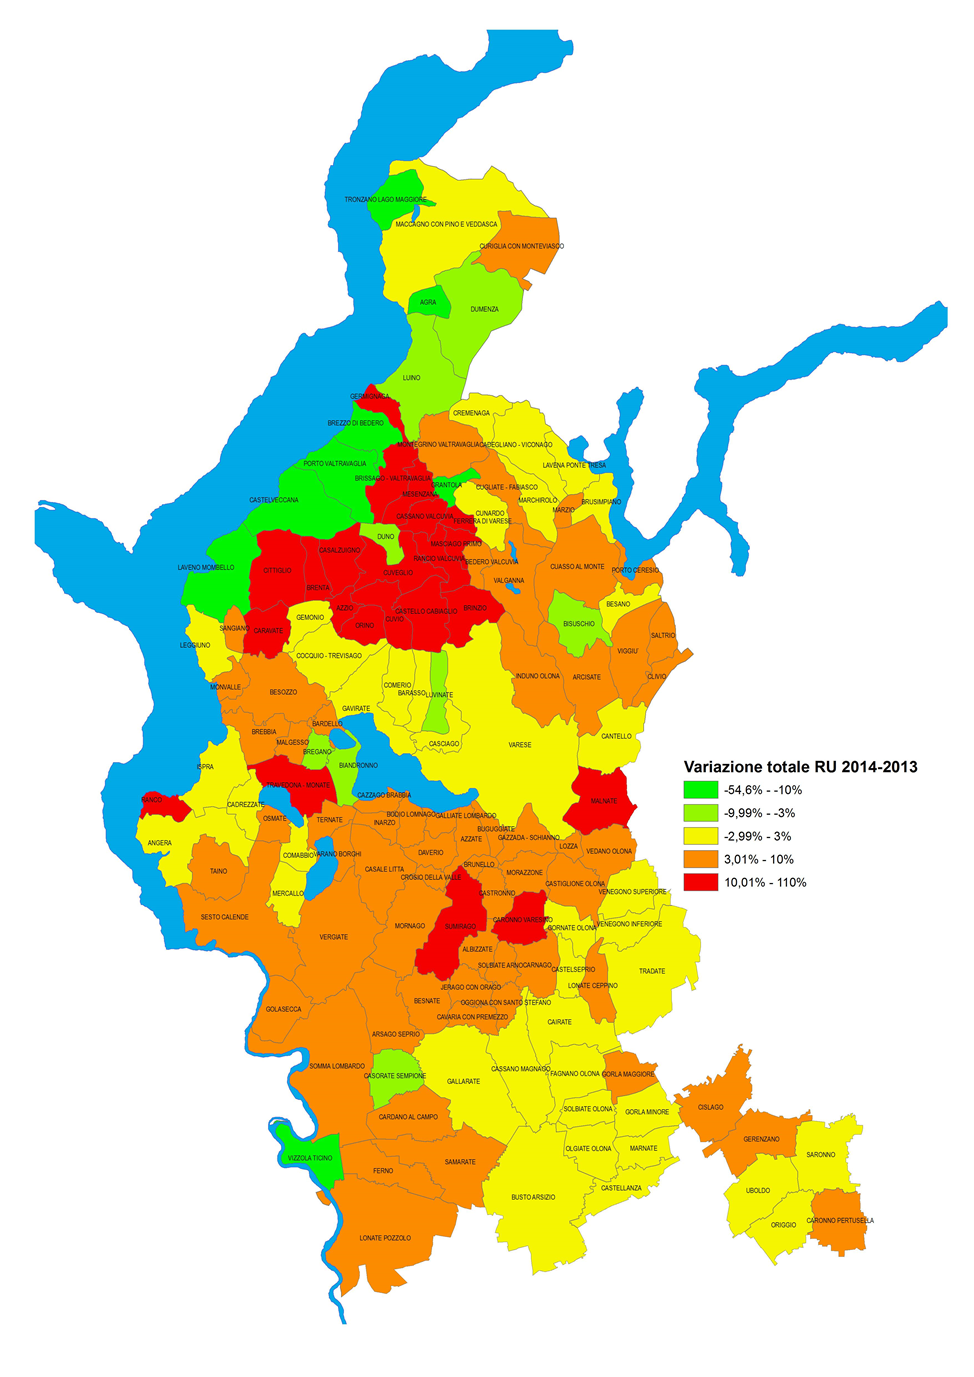 TRONZANO LAGO MAGGIORE
MACCAGNO CON PINO E VEDDASCA
CURIGLIA CON MONTEVIASCO
AGRA
DUMENZA
LUINO
GERMIGNAGA
CREMENAGA
BREZZO DI BEDERO
MONTEGRINO VALTRAVAGLIA
CADEGLIANO - VICONAGO
PORTO VALTRAVAGLIA
LAVENA PONTE TRESA
BRISSAGO - VALTRAVAGLIA
GRANTOLA
CUGLIATE - FABIASCO
MESENZANA
CASTELVECCANA
MARCHIROLO
BRUSIMPIANO
MARZIO
CASSANO VALCUVIA
CUNARDO
FERRERA DI VARESE
DUNO
MASCIAGO PRIMO
CASALZUIGNO
RANCIO VALCUVIA
BEDERO VALCUVIA
LAVENO MOMBELLO
CITTIGLIO
CUVEGLIO
VALGANNA
CUASSO AL MONTE
PORTO CERESIO
BRENTA
AZZIO
CASTELLO CABIAGLIO
BRINZIO
BESANO
GEMONIO
CUVIO
ORINO
BISUSCHIO
SANGIANO
CARAVATE
SALTRIO
LEGGIUNO
COCQUIO - TREVISAGO
VIGGIU'
INDUNO OLONA
ARCISATE
CLIVIO
MONVALLE
BESOZZO
COMERIO
BARASSO
LUVINATE
GAVIRATE
BARDELLO
BREBBIA
MALGESSO
CASCIAGO
VARESE
CANTELLO
BREGANO
BIANDRONNO
ISPRA
Variazione totale RU 2014-2013
TRAVEDONA - MONATE
-54,6% - -10%
CAZZAGO BRABBIA
RANCO
CADREZZATE
MALNATE
-9,99% - -3%
BODIO LOMNAGO
GALLIATE LOMBARDO
OSMATE
TERNATE
INARZO
BUGUGGIATE
-2,99% - 3%
ANGERA
AZZATE
GAZZADA - SCHIANNO
LOZZA
VEDANO OLONA
3,01% - 10%
COMABBIO
VARANO BORGHI
DAVERIO
BRUNELLO
TAINO
CASALE LITTA
CROSIO DELLA VALLE
MORAZZONE
10,01% - 110%
CASTIGLIONE OLONA
MERCALLO
CASTRONNO
VENEGONO SUPERIORE
SESTO CALENDE
MORNAGO
SUMIRAGO
CARONNO VARESINO
GORNATE OLONA
VENEGONO INFERIORE
VERGIATE
ALBIZZATE
SOLBIATE ARNO
CARNAGO
CASTELSEPRIO
TRADATE
JERAGO CON ORAGO
LONATE CEPPINO
GOLASECCA
BESNATE
OGGIONA CON SANTO STEFANO
CAVARIA CON PREMEZZO
CAIRATE
ARSAGO SEPRIO
SOMMA LOMBARDO
CASORATE SEMPIONE
GALLARATE
CASSANO MAGNAGO
FAGNANO OLONA
GORLA MAGGIORE
CARDANO AL CAMPO
SOLBIATE OLONA
GORLA MINORE
CISLAGO
GERENZANO
OLGIATE OLONA
MARNATE
SARONNO
VIZZOLA TICINO
FERNO
SAMARATE
BUSTO ARSIZIO
CASTELLANZA
UBOLDO
CARONNO PERTUSELLA
ORIGGIO
LONATE POZZOLO